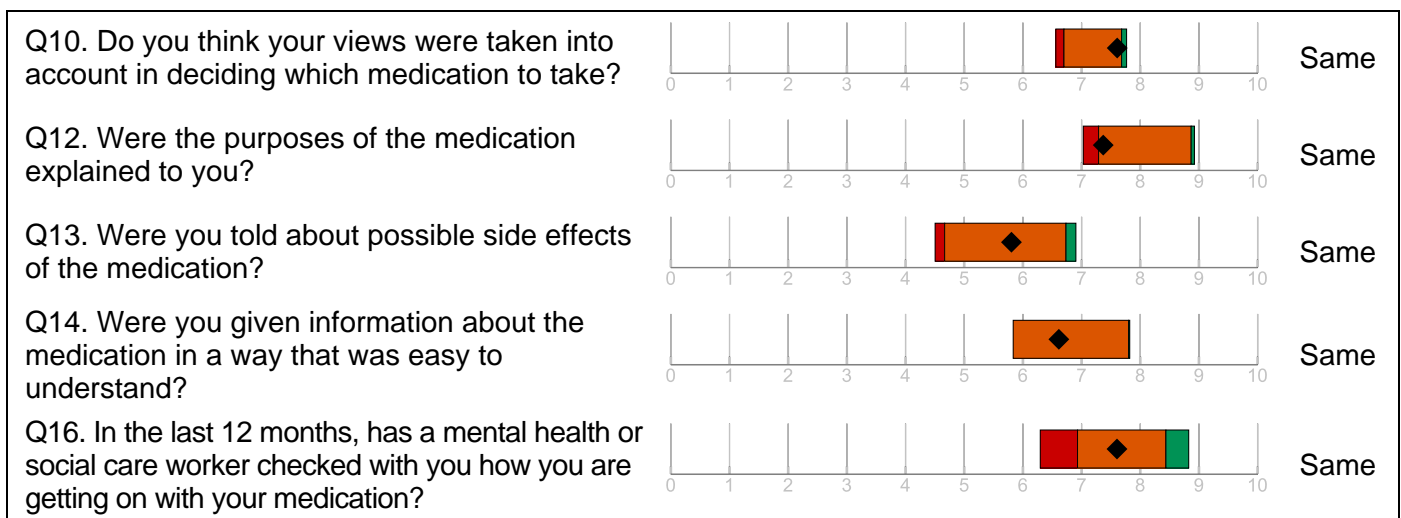 Q10. Do you think your views were taken into
account in deciding which medication to take?
0 1 2 3 4 5 6 7 8 9 10
Same
Q12. Were the purposes of the medication
explained to you?
0 1 2 3 4 5 6 7 8 9 10
Same
Q13. Were you told about possible side effects
of the medication?
0 1 2 3 4 5 6 7 8 9 10
Same
Q14. Were you given information about the
medication in a way that was easy to
understand?
0 1 2 3 4 5 6 7 8 9 10
Same
Q16. In the last 12 months, has a mental health or
social care worker checked with you how you are
getting on with your medication?
0 1 2 3 4 5 6 7 8 9 10
Same